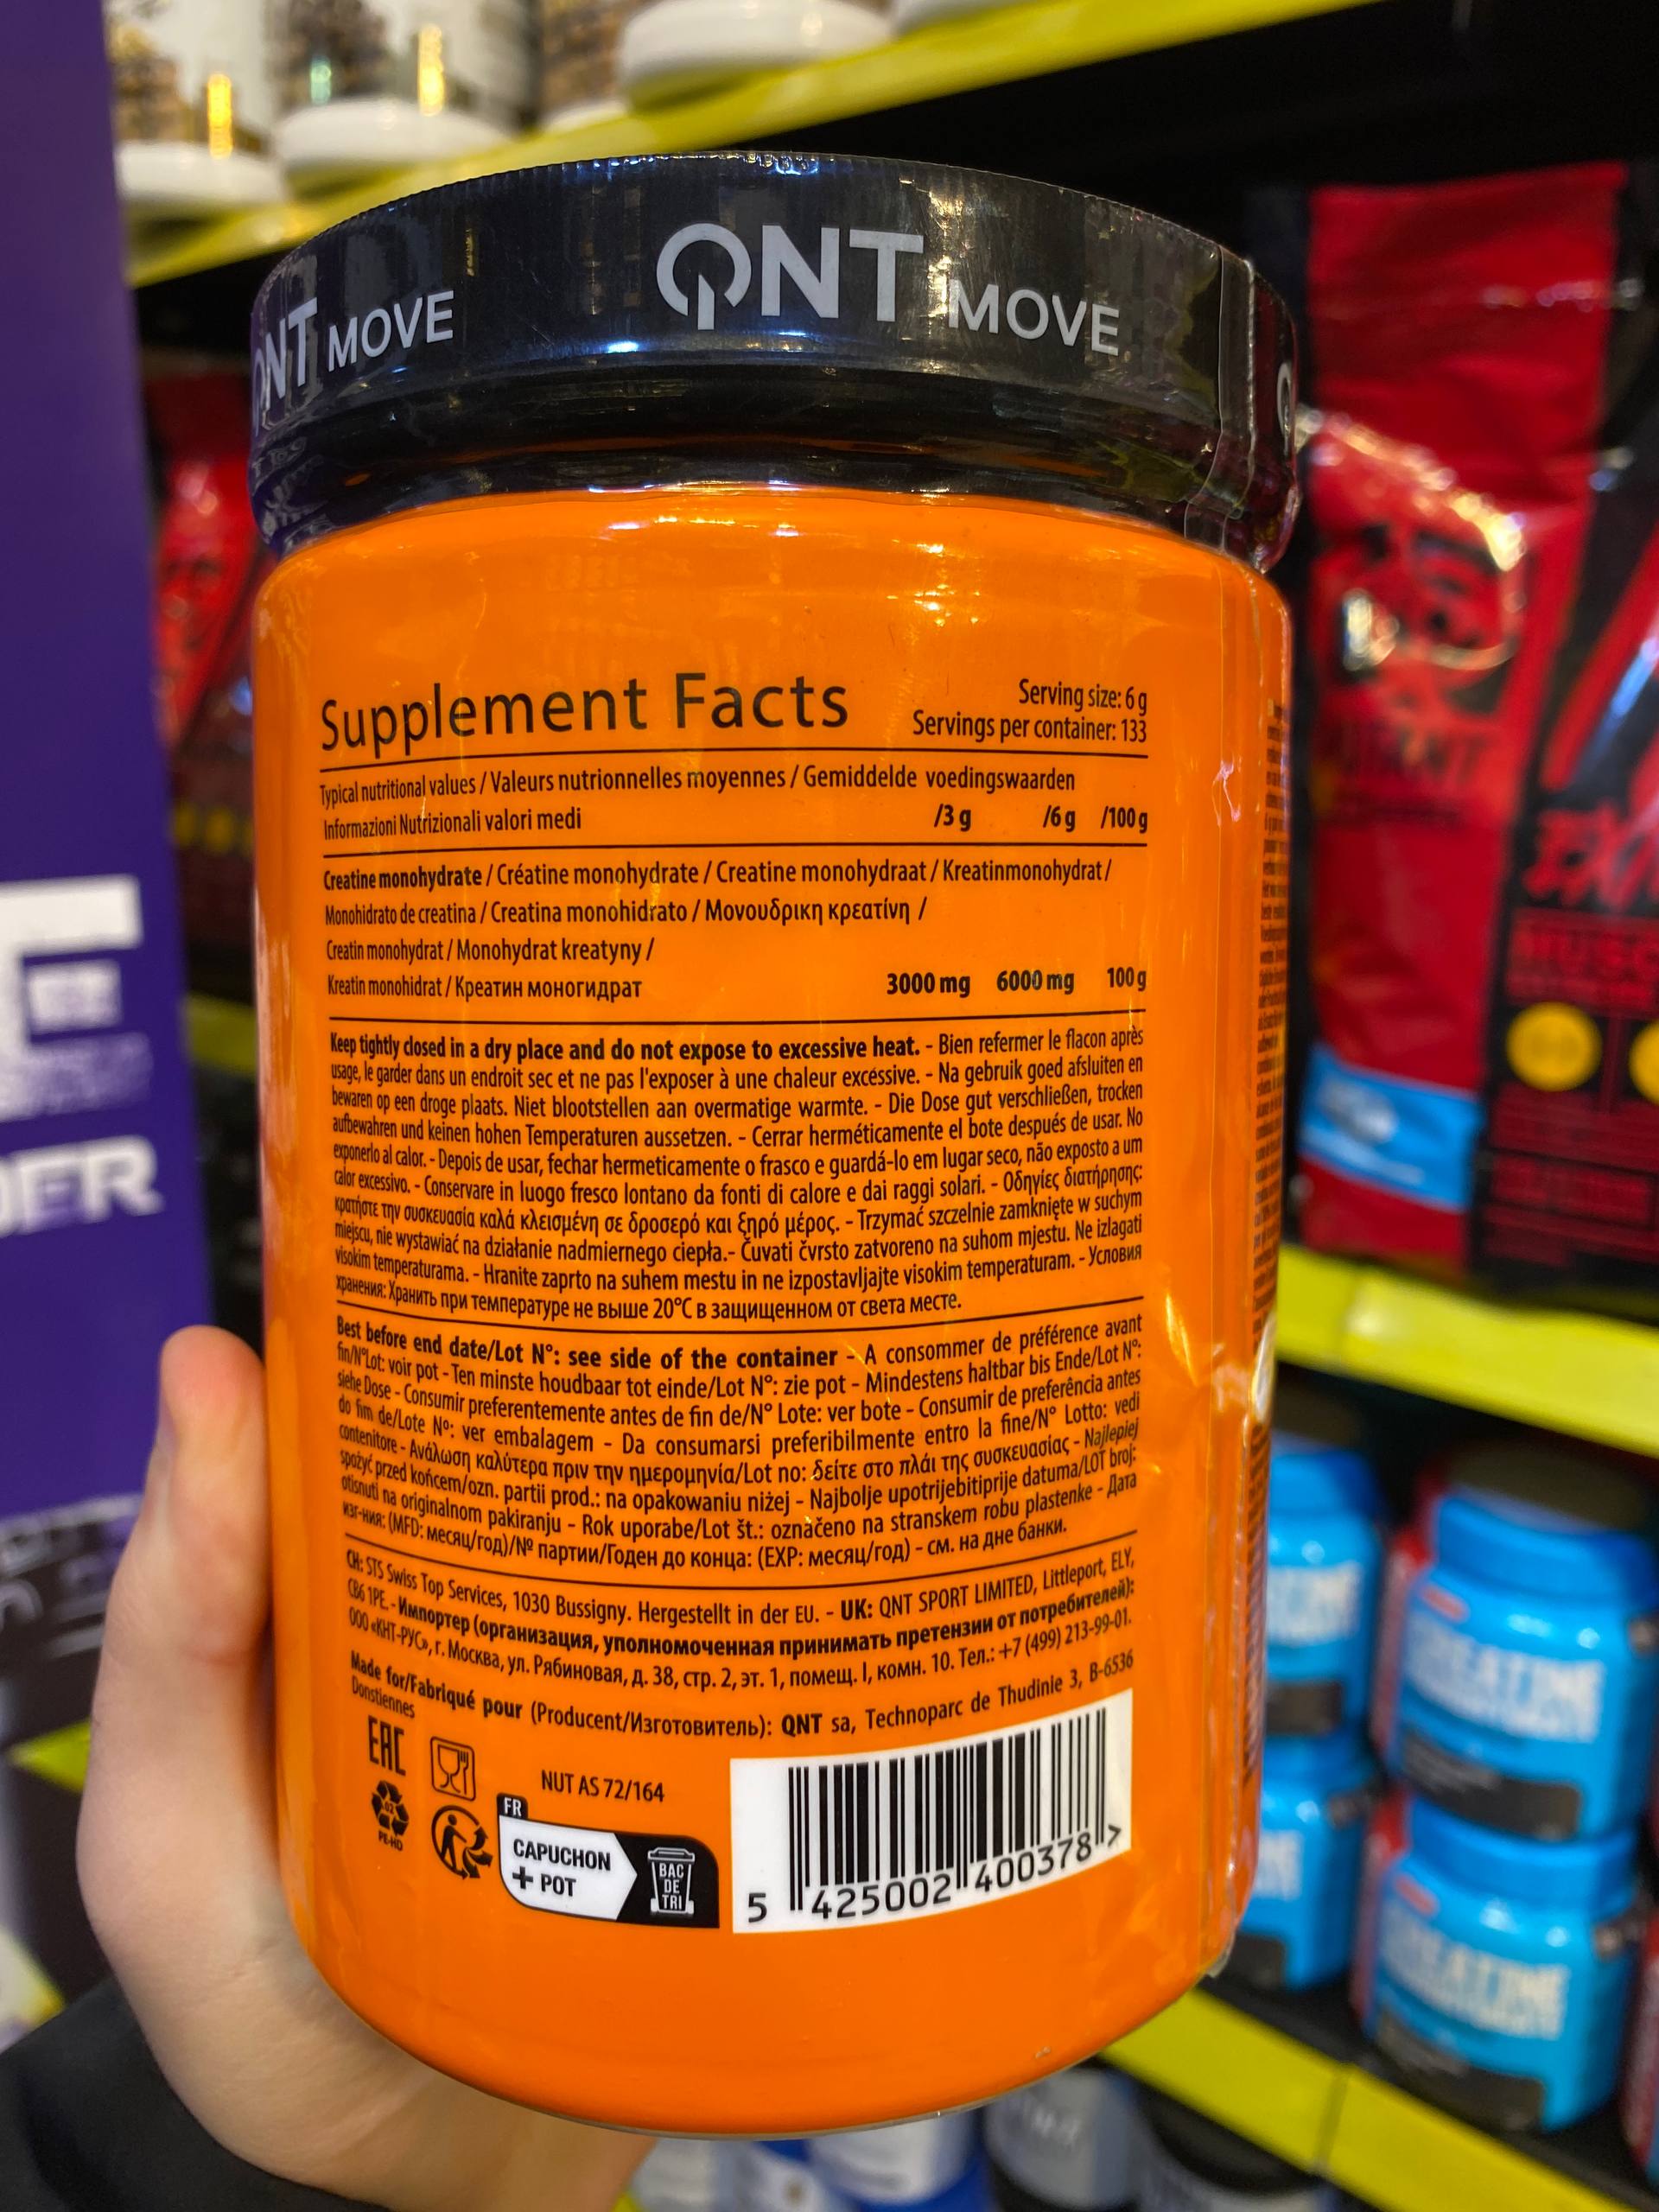 QNT MOVE
QNT MOVE
Supplement Facts
Serving size: 6 g
Servings per container: 133
Typical nutritional values / Valeurs nutrionnelles moyennes / Gemiddelde voedingswaarden
Informazioni Nutrizionali valori medi /3 g /6 g /100 g
Creatine monohydrate / Créatine monohydrate / Creatine monohydraat / Kreatinmonohydrat /
Monohidrato de creatina / Creatina monohidrato / Μονουδρικη κρεατίνη /
Creatin monohydrat / Monohydrat kreatyny /
Kreatin monohidrat / Креатин моногидрат 3000 mg 6000 mg 100 g
Keep tightly closed in a dry place and do not expose to excessive heat. - Bien refermer le flacon après
usage, le garder dans un endroit sec et ne pas l'exposer à une chaleur excéssive. - Na gebruik goed afsluiten en
bewaren op een droge plaats. Niet blootstellen aan overmatige warmte. - Die Dose gut verschließen, trocken
aufbewahren und keinen hohen Temperaturen aussetzen. - Cerrar herméticamente el bote después de usar. No
exponerlo al calor. - Depois de usar, fechar hermeticamente o frasco e guardá-lo em lugar seco, não exposto a um
calor excessivo. - Conservare in luogo fresco lontano da fonti di calore e dai raggi solari. - Οδηγίες διατήρησης:
κρατήστε την συσκευασία καλά κλεισμένη σε δροσερό και ξηρό μέρος. - Trzymać szczelnie zamknięte w suchym
miejscu, nie wystawiać na działanie nadmiernego ciepła.- Čuvati čvrsto zatvoreno na suhom mjestu. Ne izlagati
visokim temperaturama. - Hranite zaprto na suhem mestu in ne izpostavljajte visokim temperaturam. - Условия
хранения: Хранить при температуре не выше 20°C в защищенном от света месте.
Best before end date/Lot N°: see side of the container - A consommer de préférence avant
fin/N°Lot: voir pot - Ten minste houdbaar tot einde/Lot N°: zie pot - Mindestens haltbar bis Ende/Lot N°:
siehe Dose - Consumir preferentemente antes de fin de/N° Lote: ver bote - Consumir de preferência antes
do fim de/Lote Nº: ver embalagem - Da consumarsi preferibilmente entro la fine/N° Lotto: vedi
contenitore - Ανάλωση καλύτερα πριν την ημερομηνία/Lot no: δείτε στο πλάι της συσκευασίας - Najlepiej
spożyć przed końcem/ozn. partii prod.: na opakowaniu niżej - Najbolje upotrijebitiprije datuma/LOT broj:
otisnuti na originalnom pakiranju - Rok uporabe/Lot št.: označeno na stranskem robu plastenke - Дата
изг-ния: (MFD: месяц/год)/№ партии/Годен до конца: (EXP: месяц/год) - см. на дне банки.
CH: STS Swiss Top Services, 1030 Bussigny. Hergestellt in der EU. - UK: QNT SPORT LIMITED, Littleport, ELY,
CB6 1PE. - Импортер (организация, уполномоченная принимать претензии от потребителей):
ООО «КНТ-РУС», г. Москва, ул. Рябиновая, д. 38, стр. 2, эт. 1, помещ. I, комн. 10. Тел.: +7 (499) 213-99-01.
Made for/Fabriqué pour (Producent/Изготовитель): QNT sa, Technoparc de Thudinie 3, B-6536
Donstiennes
EAC
NUT AS 72/164
02
PE-HD
FR
CAPUCHON
+ POT
BAC
DE
TRI
5 425002 400378 >
DER
CREATINE
CREATINE